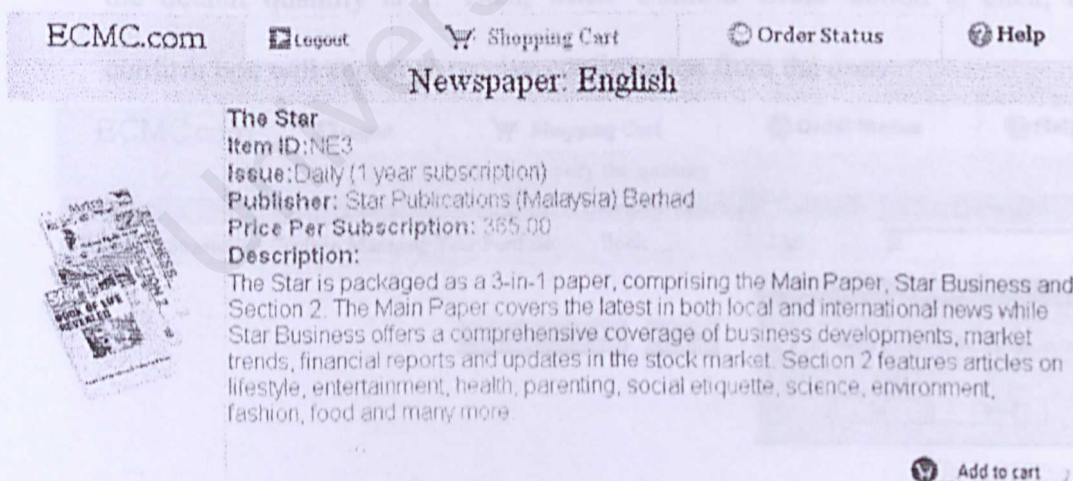 ECMC.com Logout Shopping Cart Order Status Help
Newspaper: English
The Star
Item ID:NE3
Issue:Daily (1 year subscription)
Publisher: Star Publications (Malaysia) Berhad
Price Per Subscription: 365.00
Description:
The Star is packaged as a 3-in-1 paper, comprising the Main Paper, Star Business and
Section 2. The Main Paper covers the latest in both local and international news while
Star Business offers a comprehensive coverage of business developments, market
trends, financial reports and updates in the stock market. Section 2 features articles on
lifestyle, entertainment, health, parenting, social etiquette, science, environment,
fashion, food and many more.
Add to cart